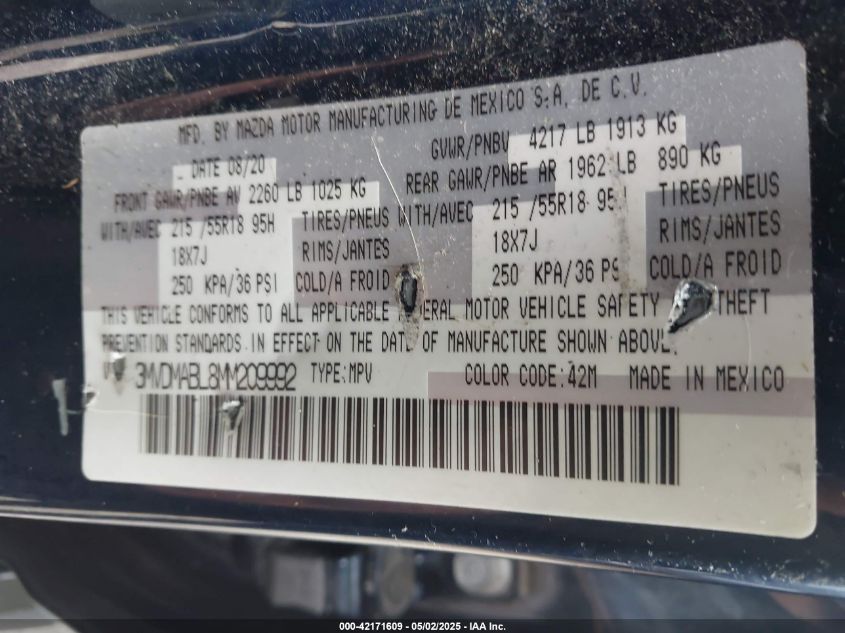 MFD. BY MAZDA MOTOR MANUFACTURING DE MEXICO S.A. DE C.V.
DATE 08/20 GVWR/PNBV 4217 LB 1913 KG
FRONT GAWR/PNBE AV 2260 LB 1025 KG REAR GAWR/PNBE AR 1962 LB 890 KG
WITH/AVEC 215 /55R18 95H TIRES/PNEUS WITH/AVEC 215 /55R18 95H TIRES/PNEUS
18X7J RIMS/JANTES 18X7J RIMS/JANTES
250 KPA/36 PSI COLD/A FROID 250 KPA/36 PSI COLD/A FROID
THIS VEHICLE CONFORMS TO ALL APPLICABLE MOTOR VEHICLE SAFETY THEFT
PREVENTION STANDARDS IN EFFECT ON THE DATE OF MANUFACTURE SHOWN ABOVE.
3MVDMABL8MM209992 TYPE:MPV COLOR CODE:42M MADE IN MEXICO
000-42171609 - 05/02/2025 - IAA Inc.